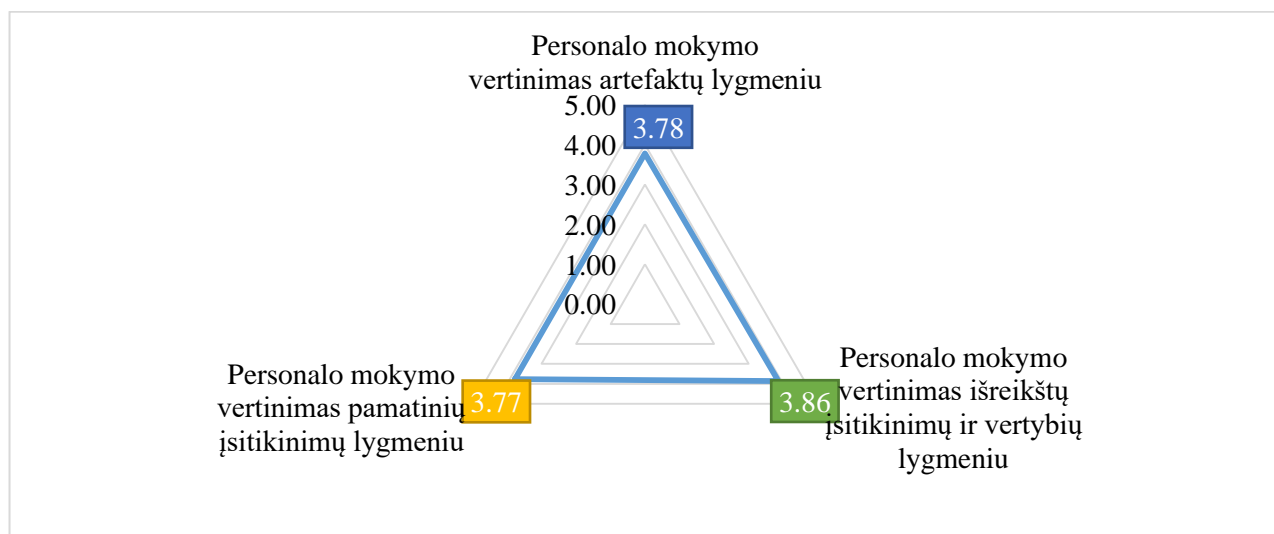 Personalo mokymo
vertinimas artefaktų lygmeniu
5.00
3.78
4.00
3.00
2.00
1.00
0.00
Personalo mokymo
vertinimas išreikštų
įsitikinimų ir vertybių
lygmeniu
3.86
Personalo mokymo
vertinimas pamatinių
įsitikinimų lygmeniu
3.77